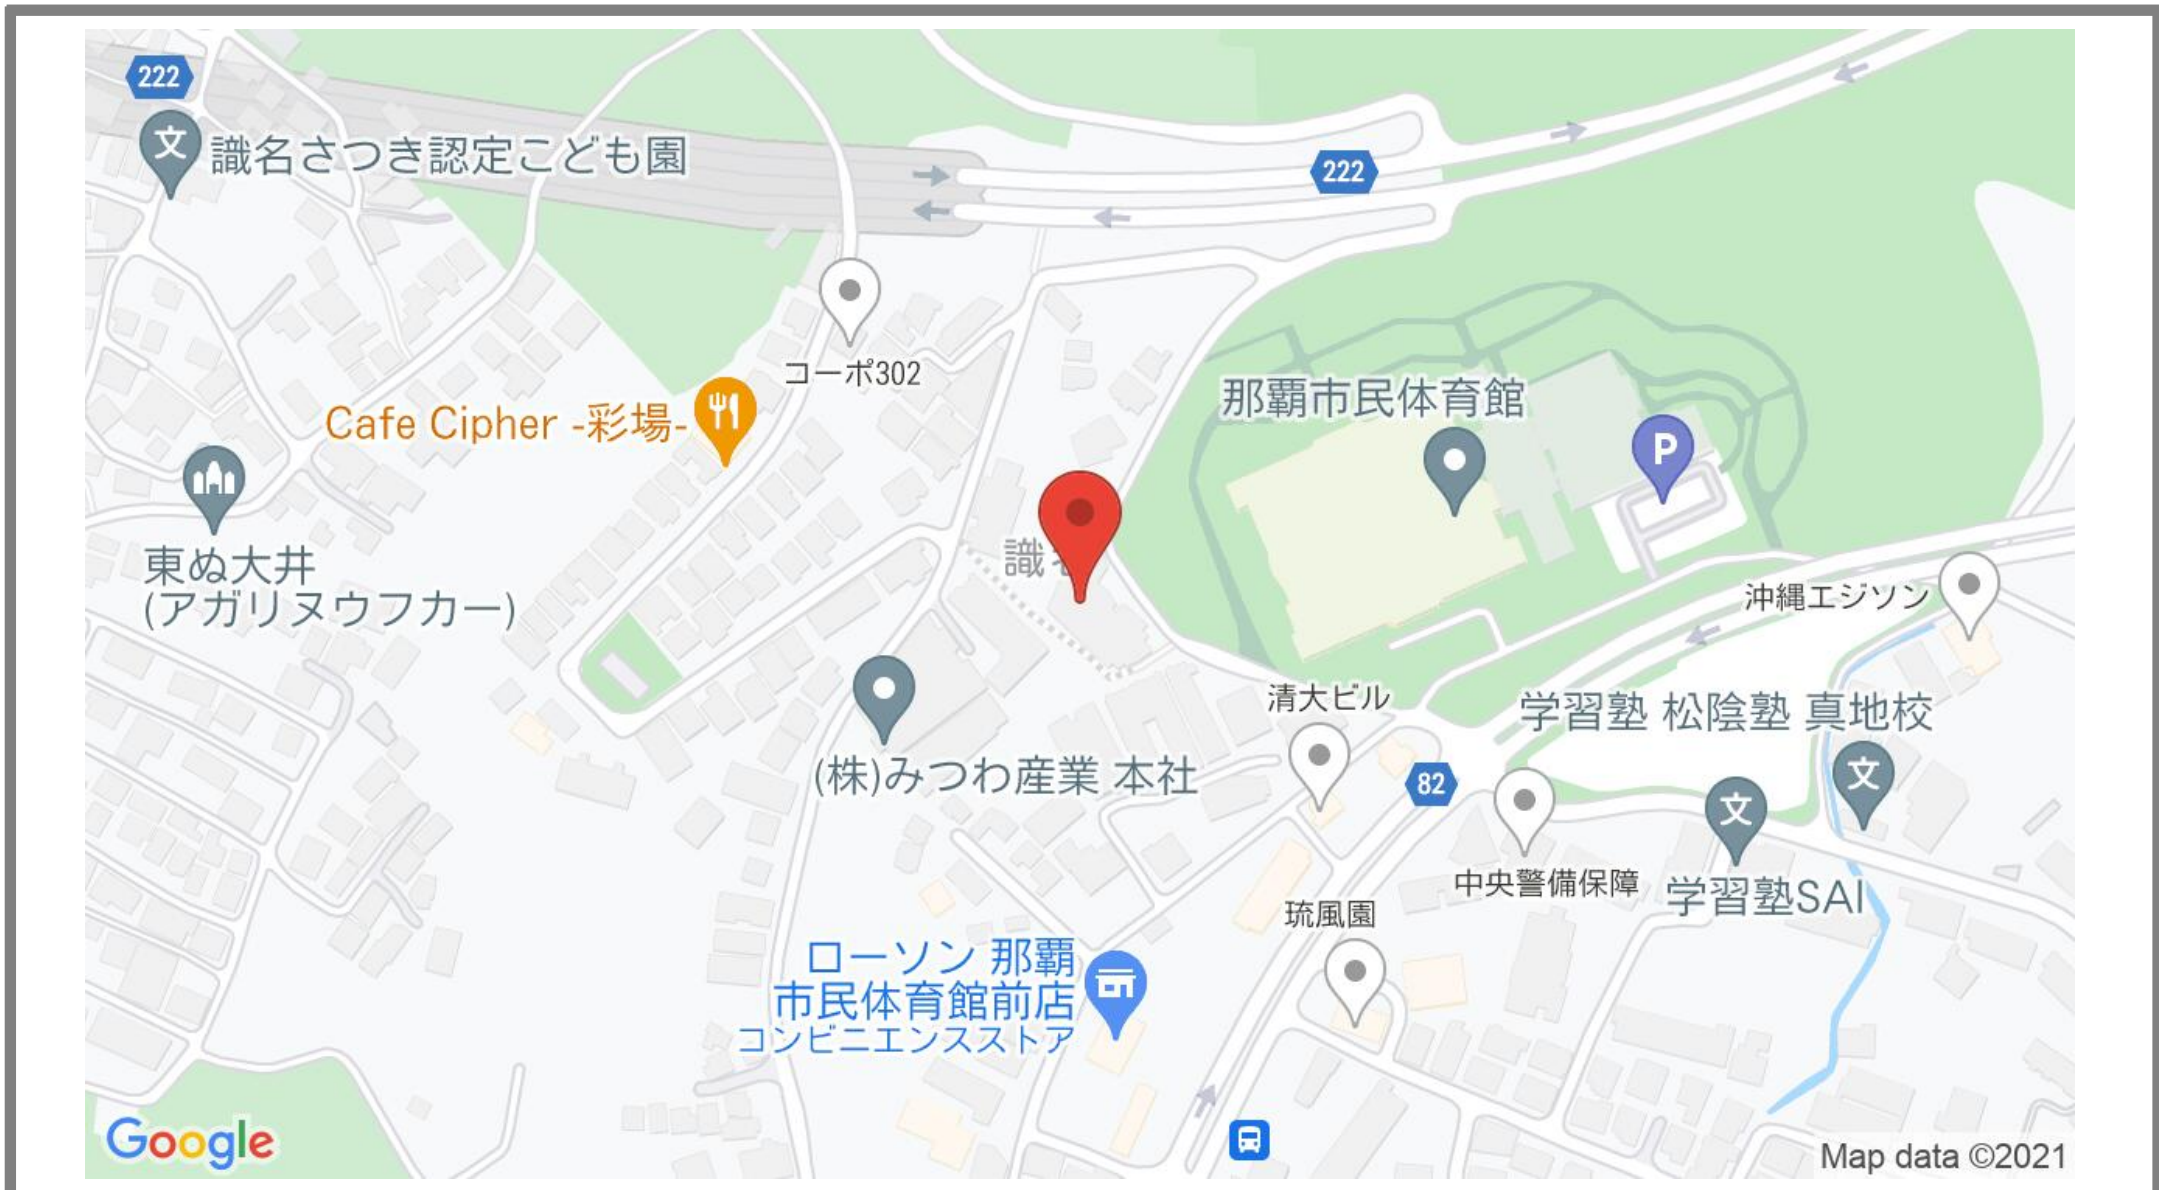 222
識名さつき認定こども園
222
コーポ302
Cafe Cipher -彩場-
那覇市民体育館
P
東ぬ大井
(アガリヌウフカー)
識名
沖縄エジソン
清大ビル
学習塾 松陰塾 真地校
(株)みつわ産業 本社
82
文
文
文
中央警備保障
学習塾SAI
琉風園
ローソン 那覇
市民体育館前店
コンビニエンスストア
Google
Map data ©2021